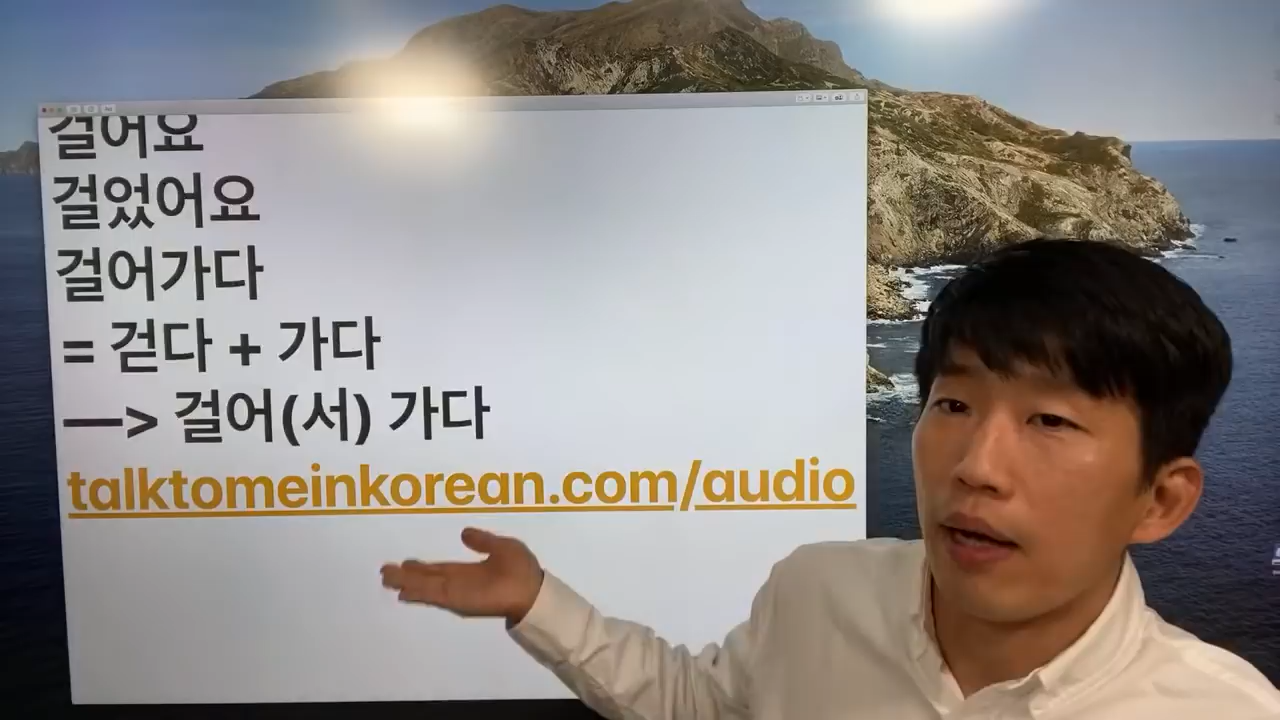 걸어요
걸었어요
걸어가다
= 걷다 + 가다
—> 걸어(서) 가다
talktomeinkorean.com/audio